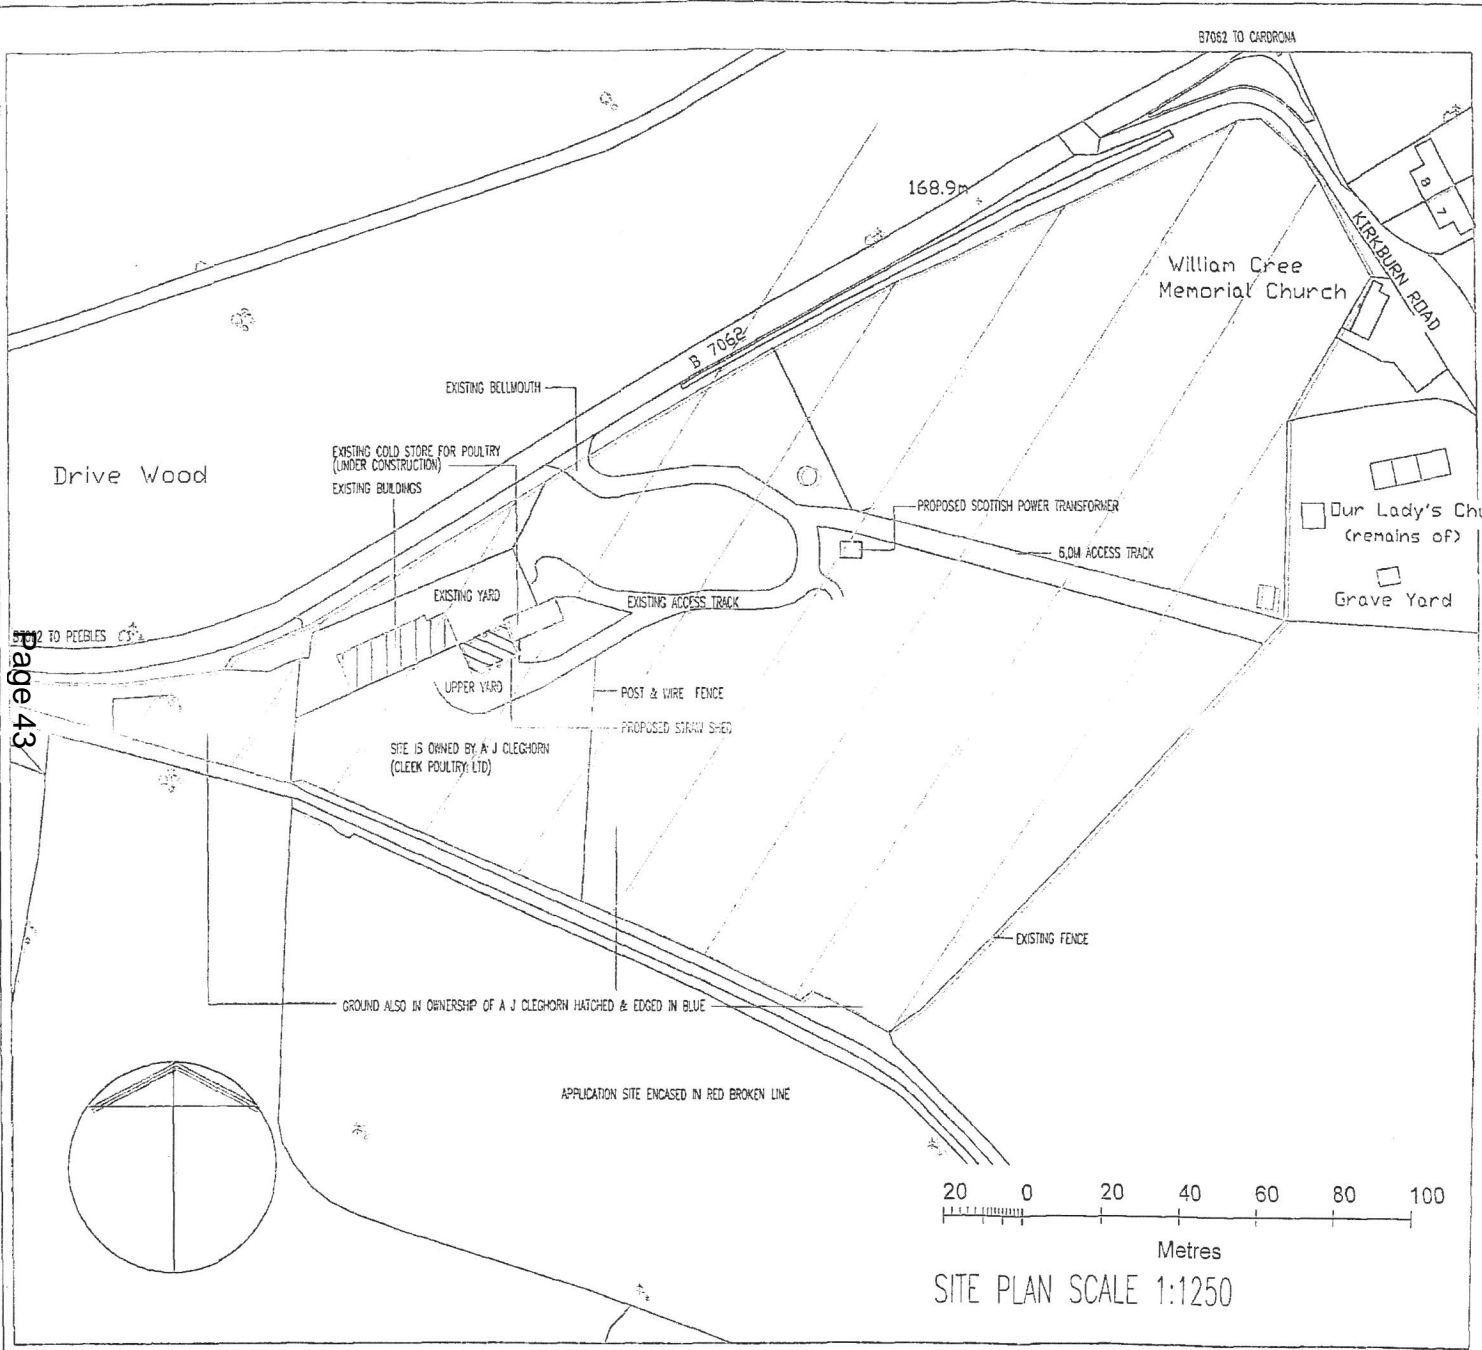 B7062 TO CARDRONA
168.9m
8
7
KIRKBURN ROAD
William Cree
Memorial Church
B 7062
EXISTING BELLMOUTH
EXISTING COLD STORE FOR POULTRY
(UNDER CONSTRUCTION)
EXISTING BUILDINGS
Drive Wood
PROPOSED SCOTTISH POWER TRANSFORMER
Our Lady's Chu
(remains of)
6,0M ACCESS TRACK
Grave Yard
EXISTING YARD
EXISTING ACCESS TRACK
B7062 TO PEEBLES
Page 43
UPPER YARD
POST & WIRE FENCE
PROPOSED STRAW SHED
SITE IS OWNED BY A J CLEGHORN
(CLEEK POULTRY LTD)
EXISTING FENCE
GROUND ALSO IN OWNERSHIP OF A J CLEGHORN HATCHED & EDGED IN BLUE
APPLICATION SITE ENCASED IN RED BROKEN LINE
20 0 20 40 60 80 100
Metres
SITE PLAN SCALE 1:1250